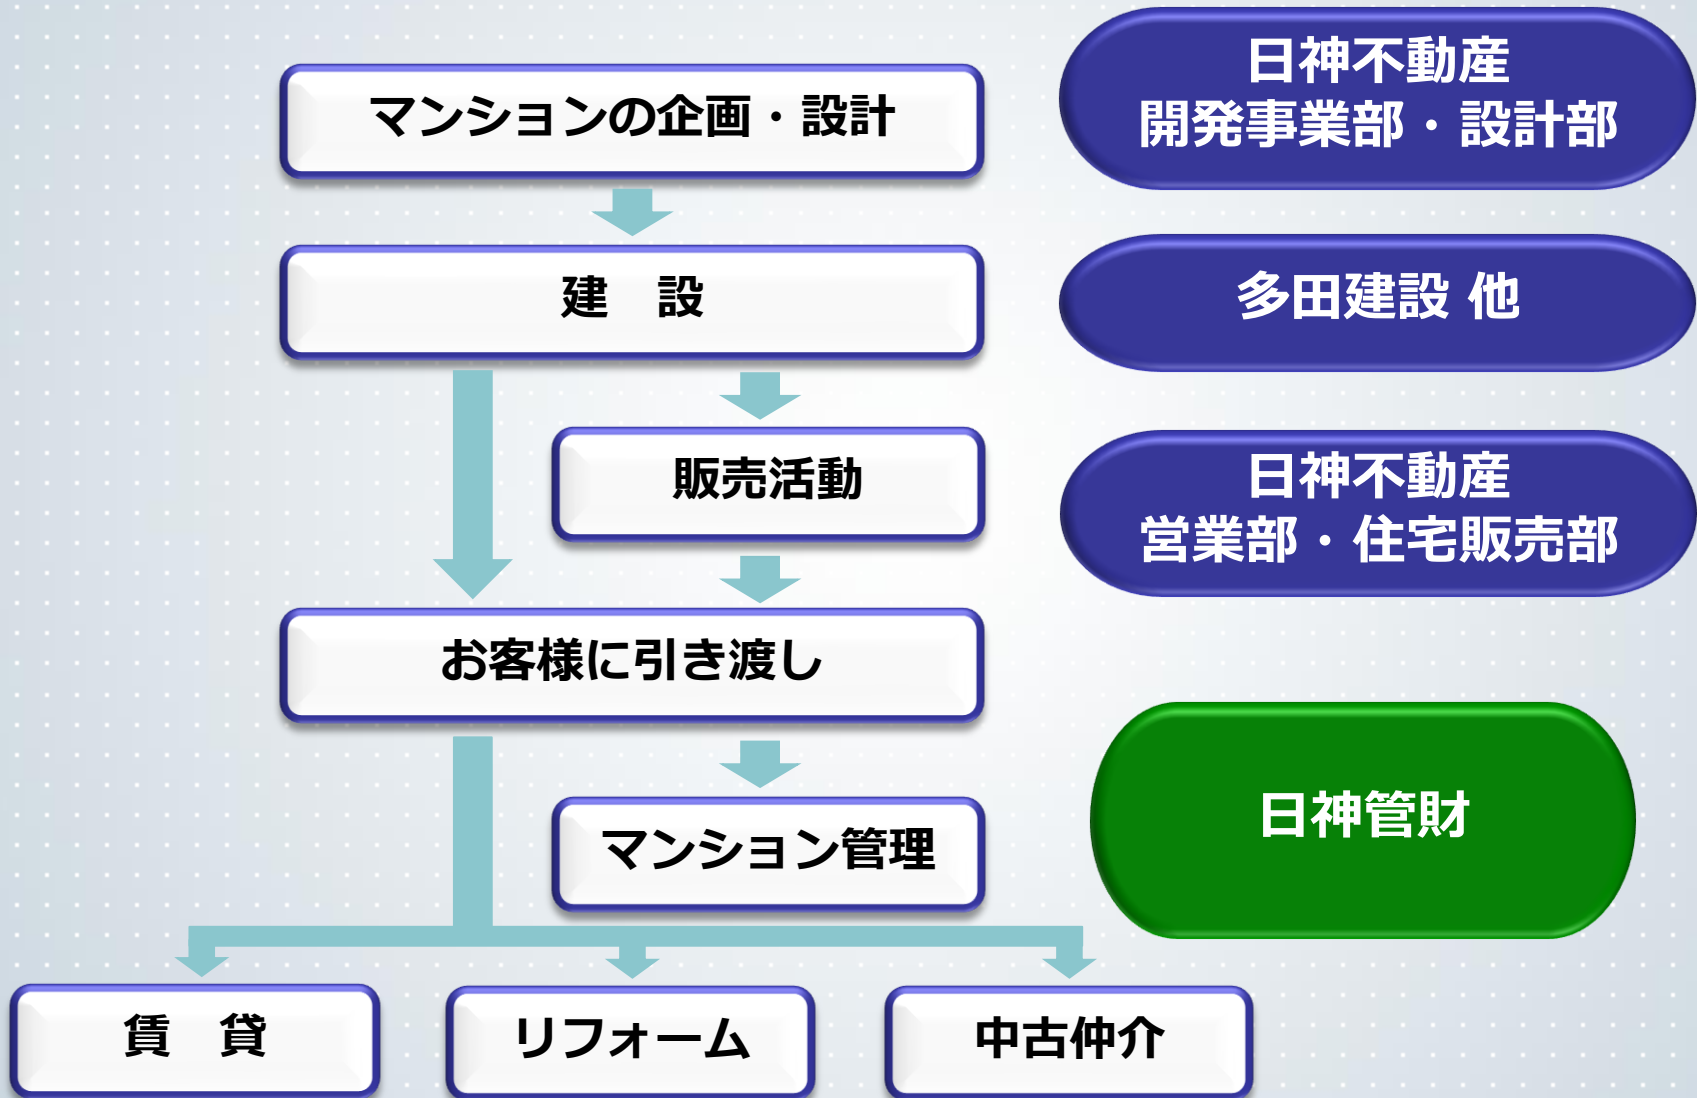 マンションの企画・設計
日神不動産
開発事業部・設計部
建　設
多田建設 他
販売活動
日神不動産
営業部・住宅販売部
お客様に引き渡し
マンション管理
日神管財
賃　貸
リフォーム
中古仲介